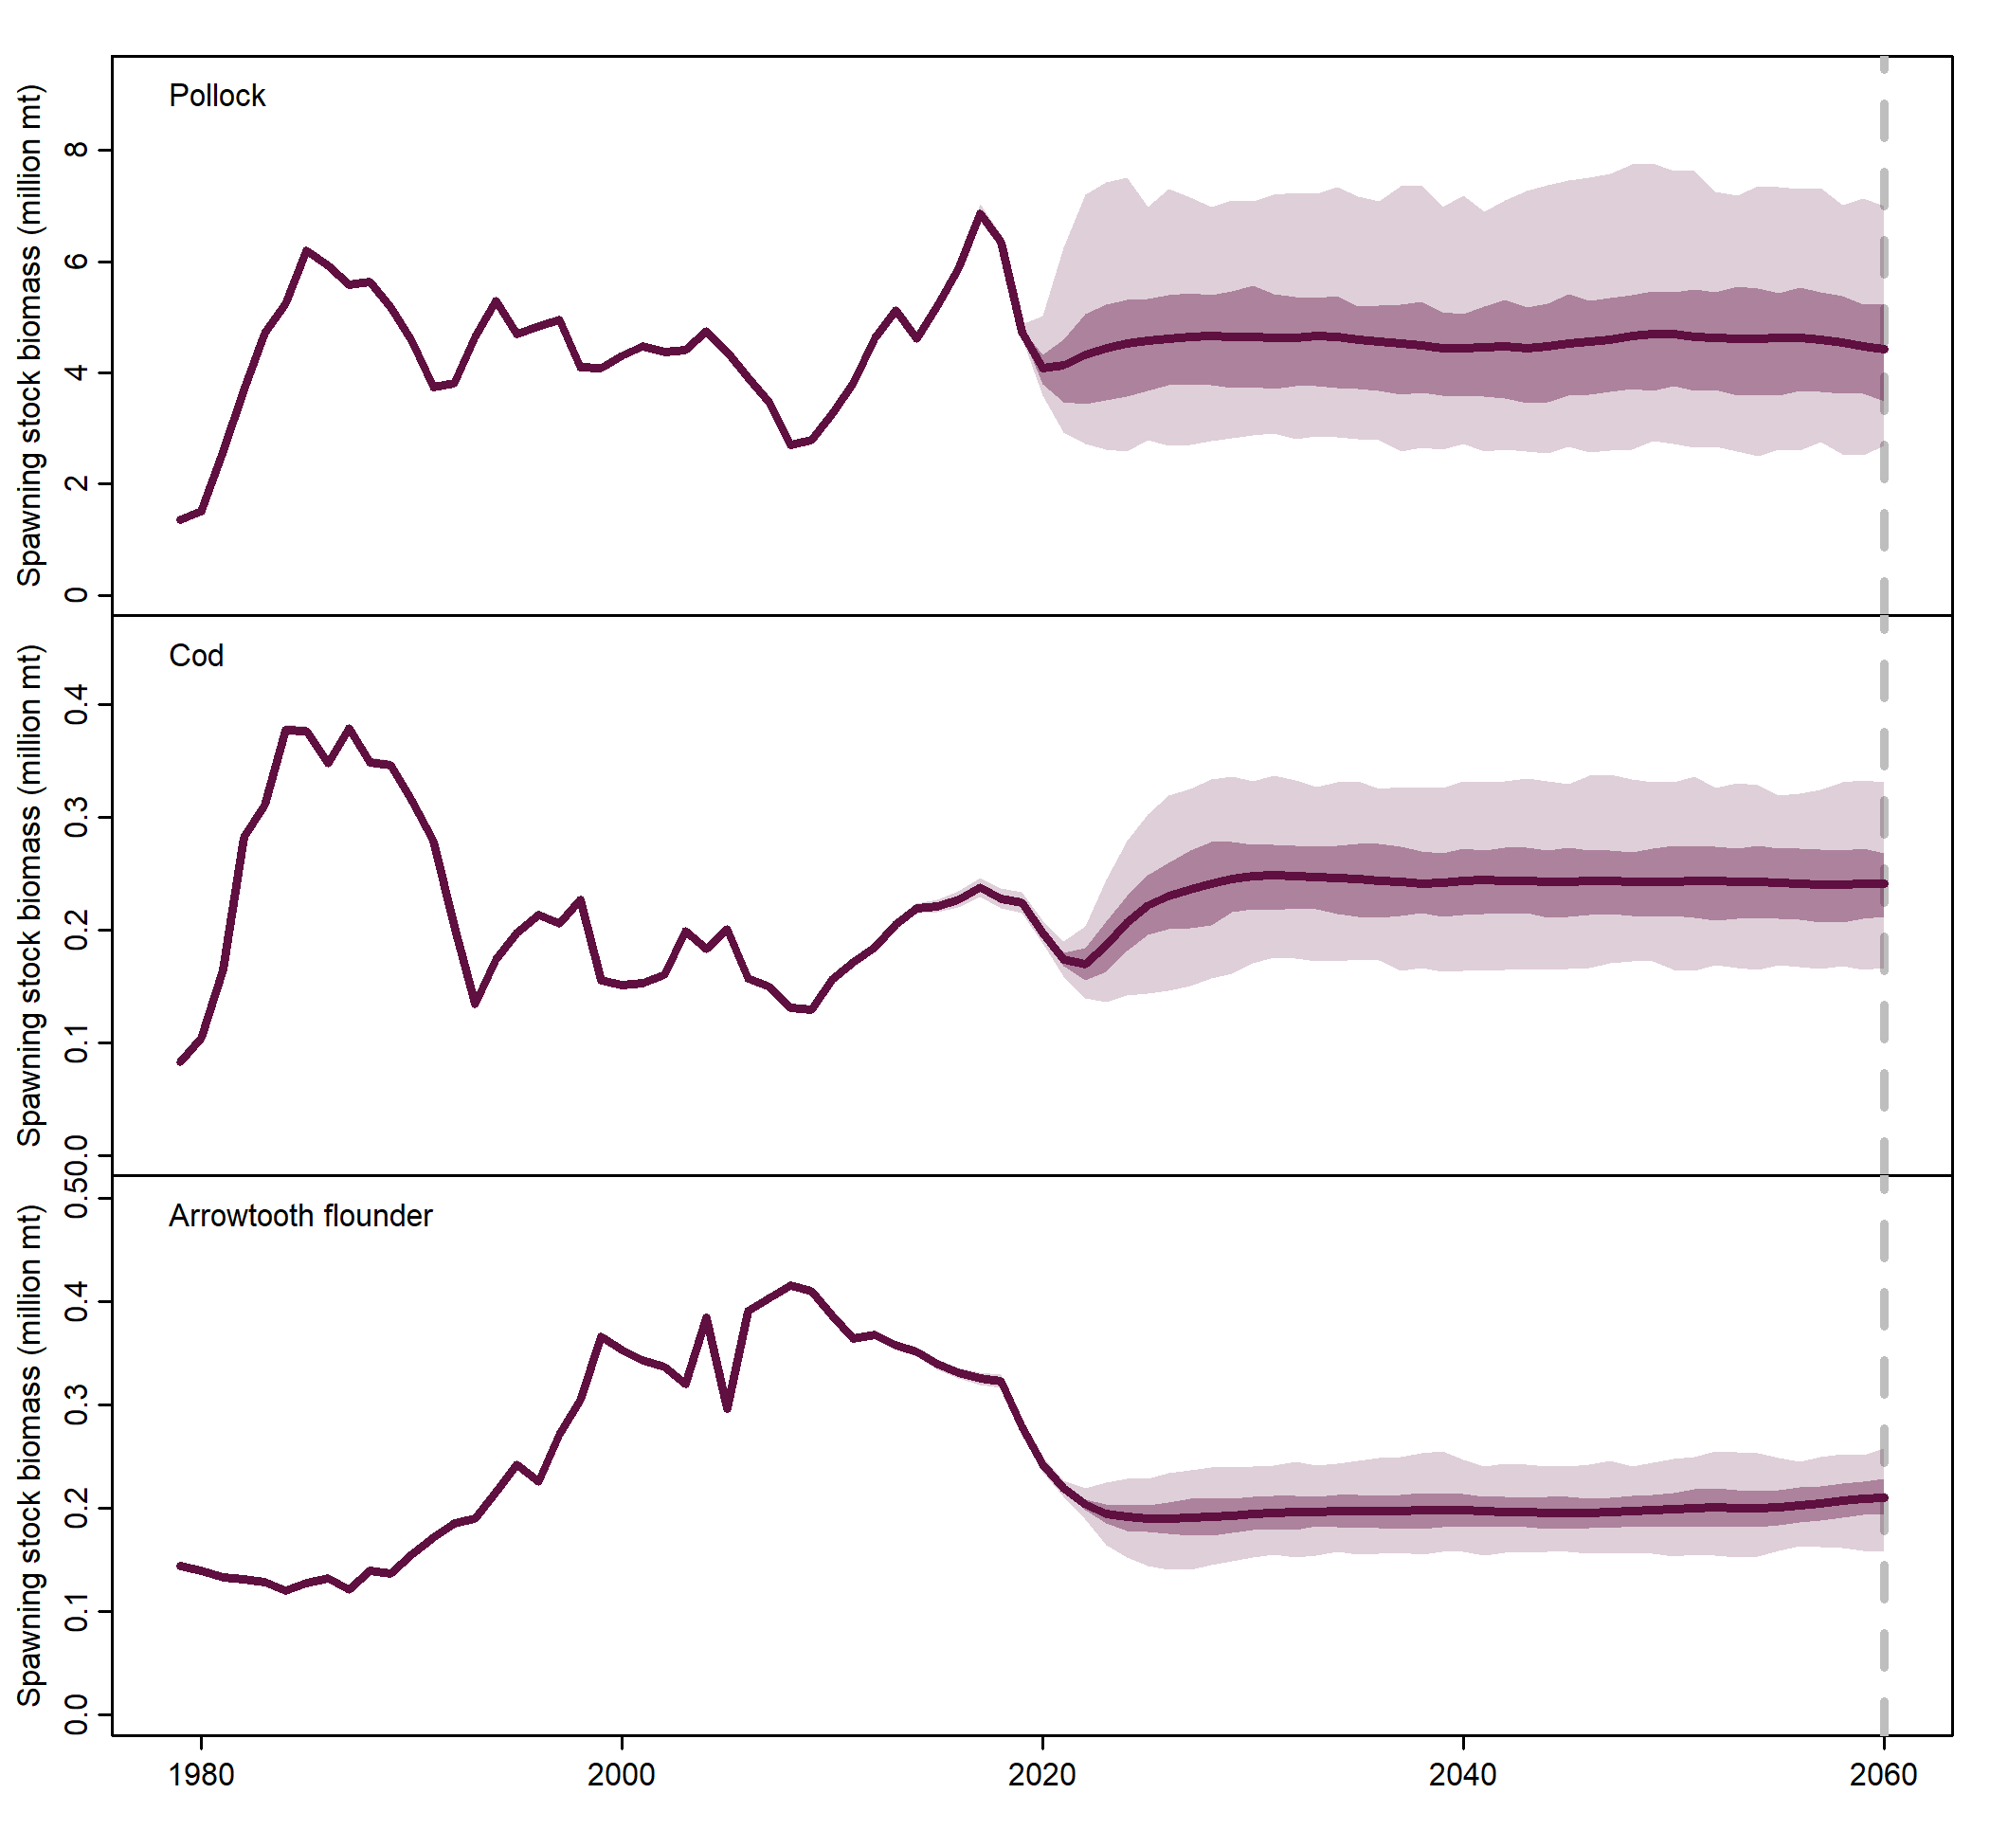 Pollock
Spawning stock biomass (million mt)
8
6
4
2
0
Cod
Spawning stock biomass (million mt)
0.4
0.3
0.2
0.1
0.0
Arrowtooth flounder
Spawning stock biomass (million mt)
0.5
0.4
0.3
0.2
0.1
0.0
1980 2000 2020 2040 2060